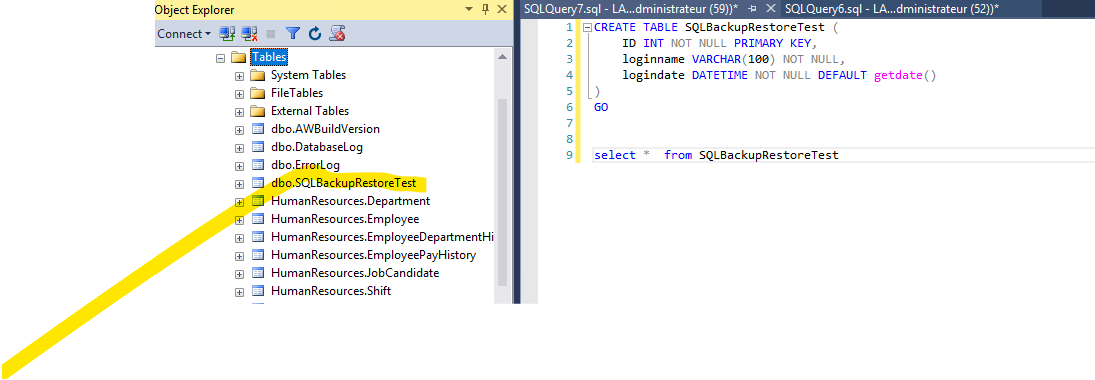 Object Explorer
Connect
Tables
System Tables
FileTables
External Tables
dbo.AWBuildVersion
dbo.DatabaseLog
dbo.ErrorLog
dbo.SQLBackupRestoreTest
HumanResources.Department
HumanResources.Employee
HumanResources.EmployeeDepartmentHi
HumanResources.EmployeePayHistory
HumanResources.JobCandidate
HumanResources.Shift
SQLQuery7.sql - LA...dministrateur (59))* SQLQuery6.sql - LA...dministrateur (52))*
1 CREATE TABLE SQLBackupRestoreTest (
2 ID INT NOT NULL PRIMARY KEY,
3 loginname VARCHAR(100) NOT NULL,
4 logindate DATETIME NOT NULL DEFAULT getdate()
5 )
6 GO
7
8
9 select * from SQLBackupRestoreTest